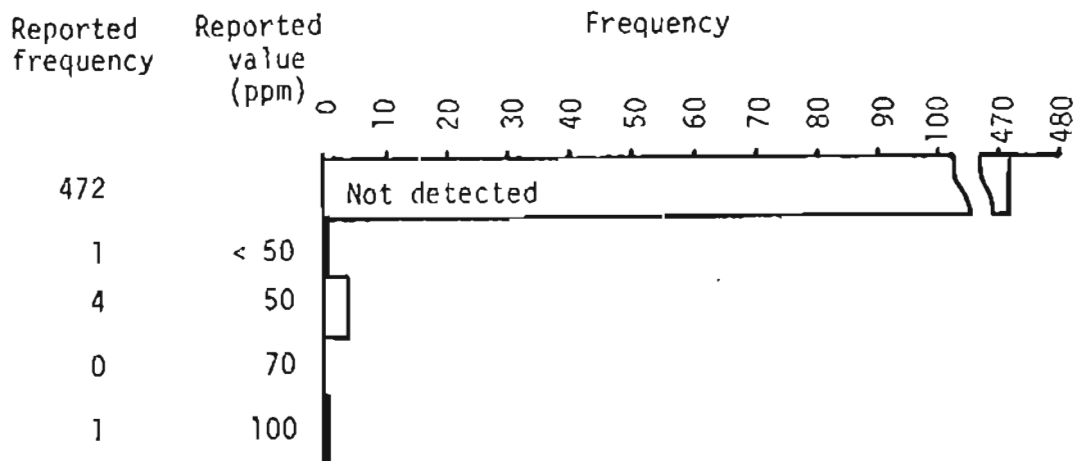 Reported frequency
Reported value (ppm)
Frequency
0 10 20 30 40 50 60 70 80 90 100 470 480
472 Not detected
1 < 50
4 50
0 70
1 100